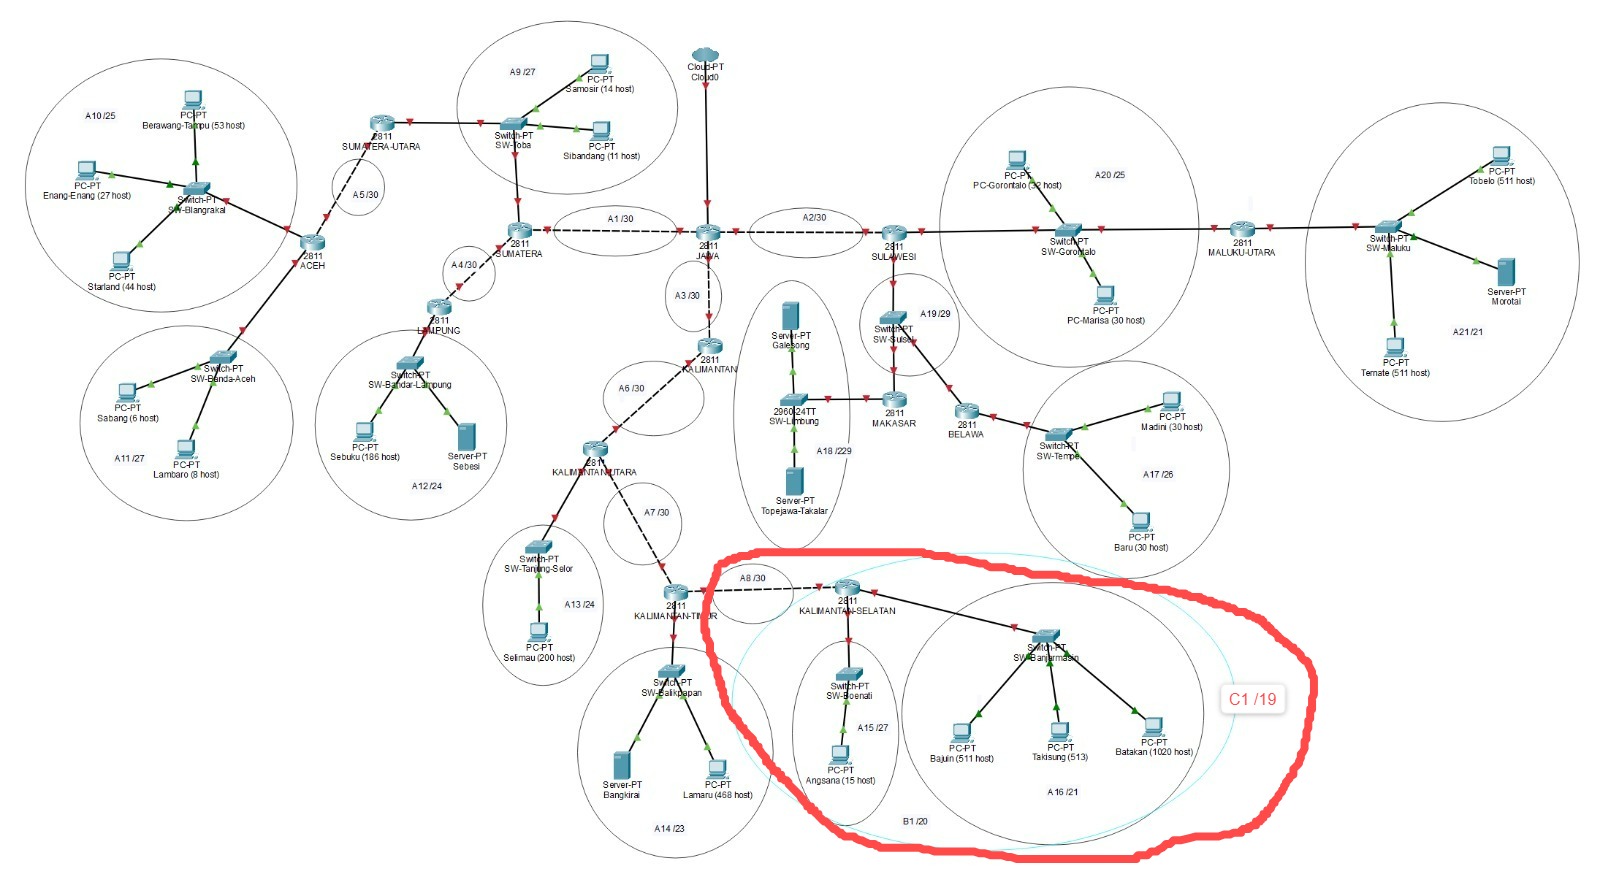 Cloud-PT
Cloud0
A9 /27
PC-PT
Samosir (14 host)
Switch-PT
SW-Toba
PC-PT
Sibandang (11 host)
2811
SUMATERA-UTARA
A10 /25
PC-PT
Berawang-Tampu (53 host)
PC-PT
Enang-Enang (27 host)
Switch-PT
SW-Blangrakal
PC-PT
Starland (44 host)
A5 /30
2811
ACEH
Switch-PT
SW-Banda-Aceh
PC-PT
Sabang (6 host)
PC-PT
Lambaro (8 host)
A11 /27
2811
SUMATERA
A1 /30
2811
JAWA
A2/30
2811
SULAWESI
A4 /30
2811
LAMPUNG
Switch-PT
SW-Bandar-Lampung
PC-PT
Sebuku (186 host)
Server-PT
Sebesi
A12 /24
A3 /30
2811
KALIMANTAN
A6 /30
2811
KALIMANTAN-UTARA
A7 /30
Switch-PT
SW-Tanjung-Selor
A13 /24
PC-PT
Selimau (200 host)
2811
KALIMANTAN-TIMUR
Switch-PT
SW-Balikpapan
Server-PT
Bangkirai
PC-PT
Lamaru (468 host)
A14 /23
A8 /30
2811
KALIMANTAN-SELATAN
Switch-PT
SW-Boenati
A15 /27
PC-PT
Angsana (15 host)
Switch-PT
SW-Banjarmasin
PC-PT
Bajuin (511 host)
PC-PT
Takisung (513)
PC-PT
Batakan (1020 host)
A16 /21
B1 /20
C1 /19
Server-PT
Galesong
2960-24TT
SW-Limbung
A18 /229
Server-PT
Topejawa-Takalar
A19 /29
Switch-PT
SW-Sulsel
2811
MAKASAR
2811
BELAWA
Switch-PT
SW-Tempe
PC-PT
Madini (30 host)
A17 /26
PC-PT
Baru (30 host)
A20 /25
PC-PT
PC-Gorontalo (32 host)
Switch-PT
SW-Gorontalo
PC-PT
PC-Marisa (30 host)
2811
MALUKU-UTARA
PC-PT
Tobelo (511 host)
Switch-PT
SW-Maluku
Server-PT
Morotai
A21 /21
PC-PT
Ternate (511 host)